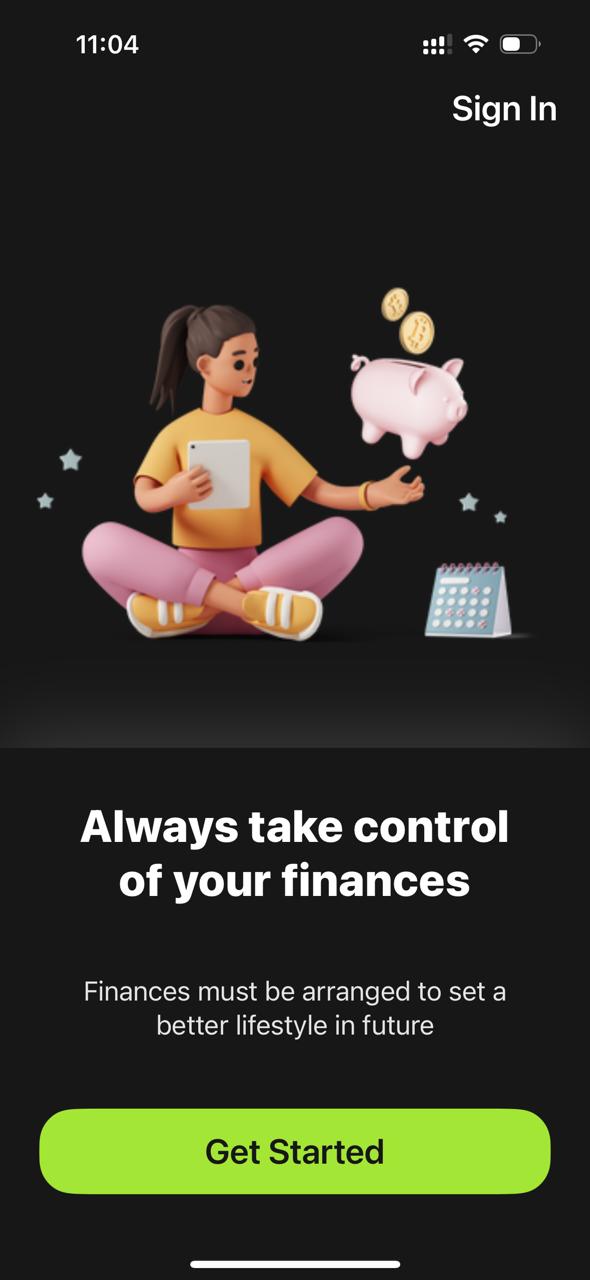 11:04
Sign In
Always take control
of your finances
Finances must be arranged to set a
better lifestyle in future
Get Started